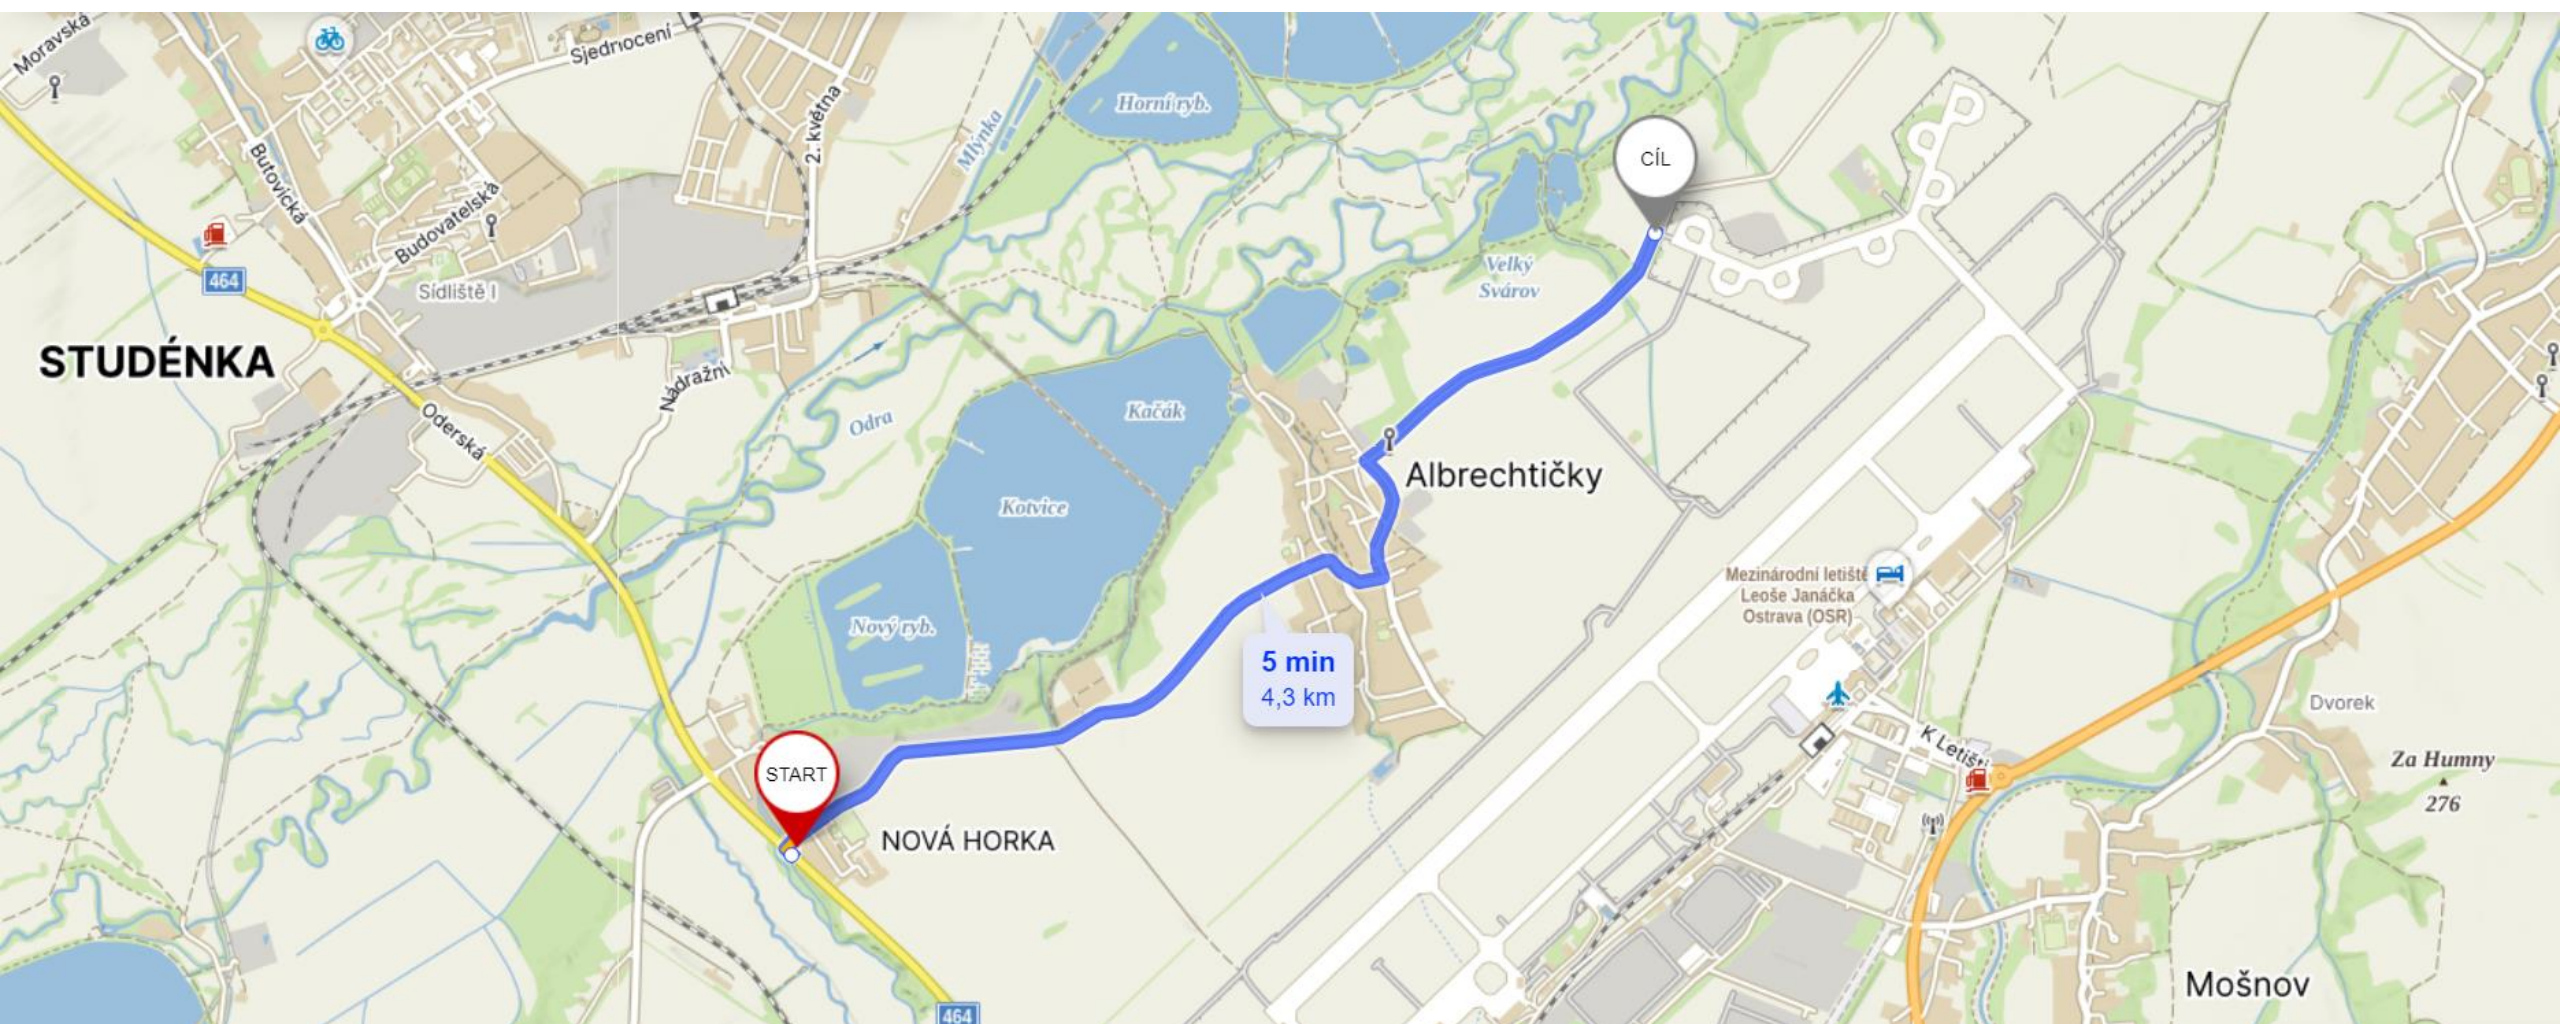 Moravská
Sjednocení
2. května
Mlýnka
Horní ryb.
Butovická
Budovatelská
CÍL
464
Sídliště I
Velký
Svárov
STUDÉNKA
Nádražní
Oderská
Odra
Kačák
Albrechtičky
Kotvice
Mezinárodní letiště
Leoše Janáčka
Ostrava (OSR)
Nový ryb.
5 min
4,3 km
Dvorek
K Letišti
Za Humny
276
START
NOVÁ HORKA
Mošnov
464